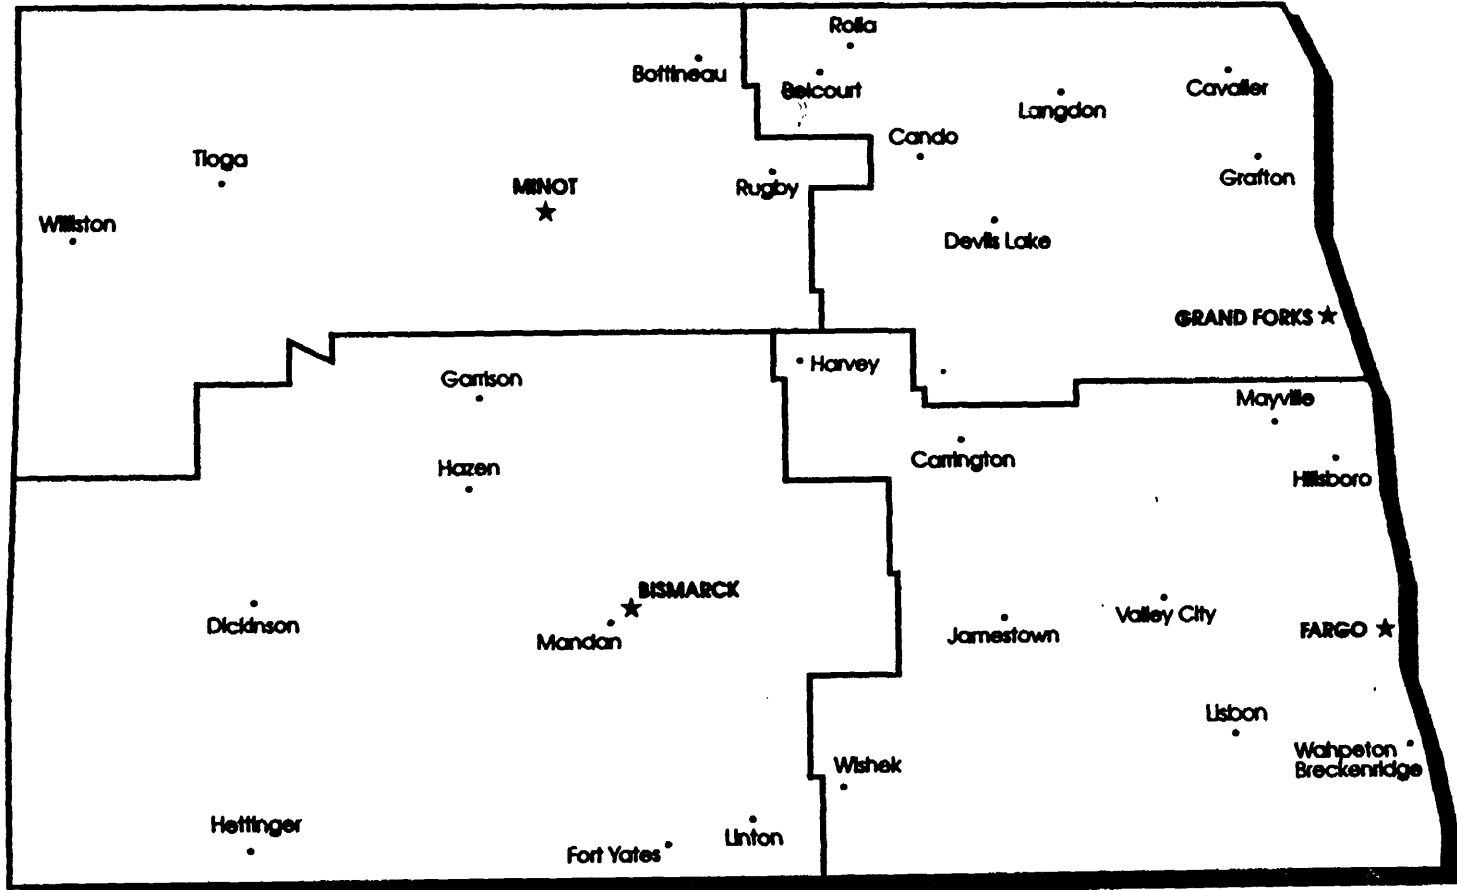 Rolla
Bottineau
Belcourt
Cavalier
Langdon
Cando
Tioga
MINOT
Rugby
Grafton
Williston
Devils Lake
GRAND FORKS
Harvey
Garrison
Mayville
Carrington
Hazen
Hillsboro
BISMARCK
Dickinson
Mandan
Jamestown
Valley City
FARGO
Lisbon
Wahpeton
Breckenridge
Wishek
Hettinger
Linton
Fort Yates